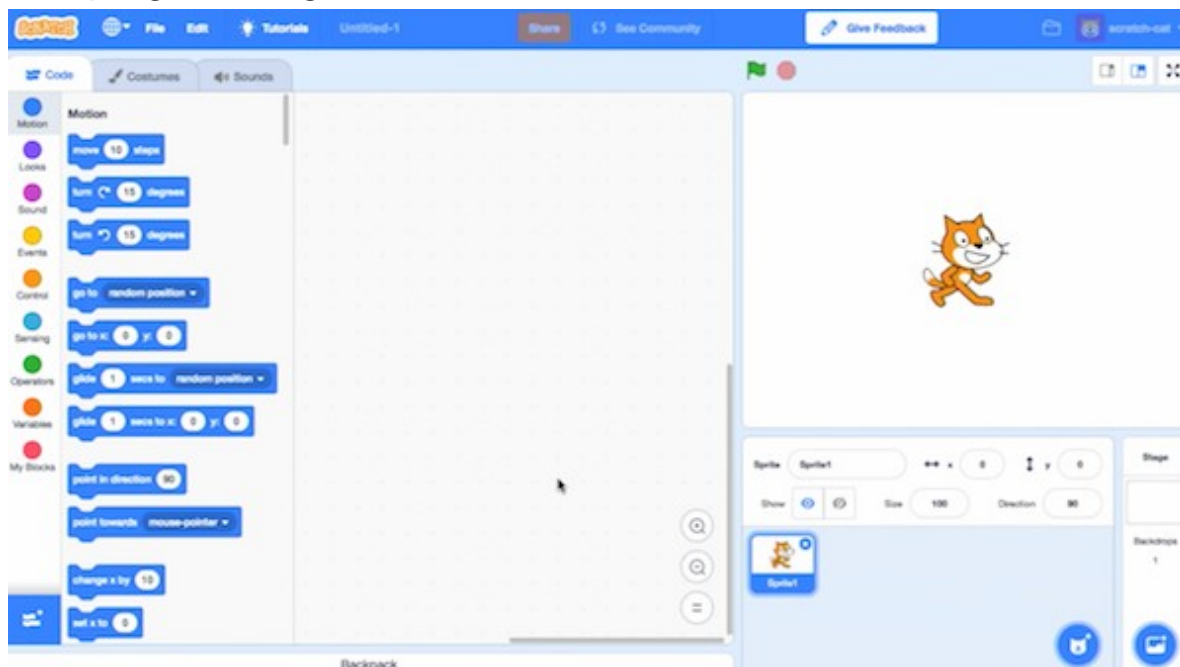 SCRATCH File Edit Tutorials Untitled-1 Share See Community Give Feedback scratch-cat
Code Costumes Sounds
Motion
Looks
Sound
Events
Control
Sensing
Operators
Variables
My Blocks
Motion
move 10 steps
turn 15 degrees
turn 15 degrees
go to random position
go to x: 0 y: 0
glide 1 secs to random position
glide 1 secs to x: 0 y: 0
point in direction 90
point towards mouse-pointer
change x by 10
set x to 0
Backpack
Sprite Sprite1 x 0 y 0
Show Size 100 Direction 90
Sprite1
Stage
Backdrops
1